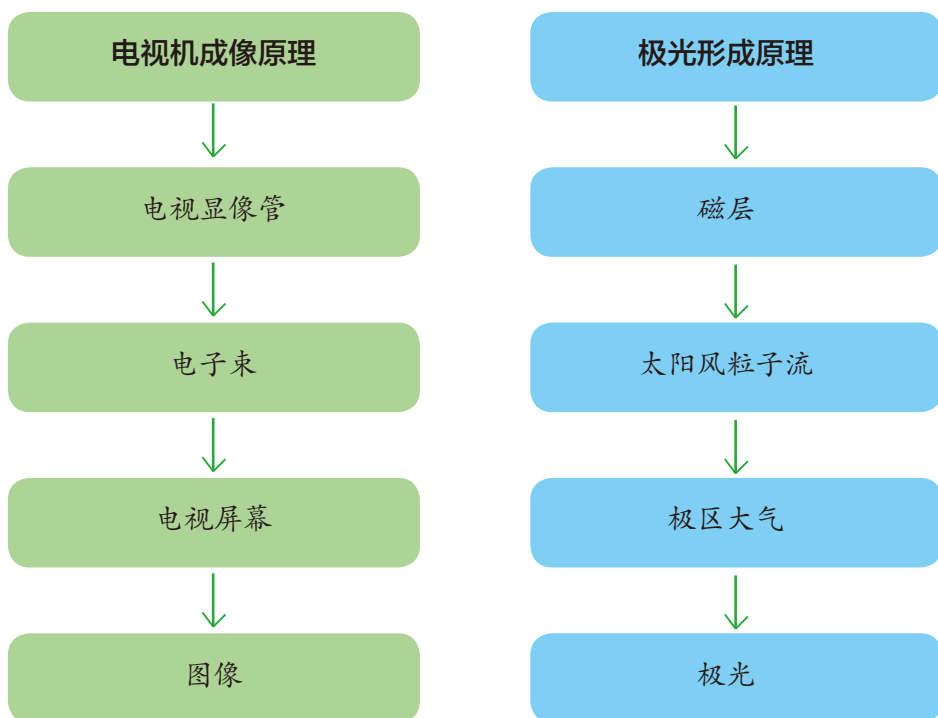 电视机成像原理
电视显像管
电子束
电视屏幕
图像
极光形成原理
磁层
太阳风粒子流
极区大气
极光